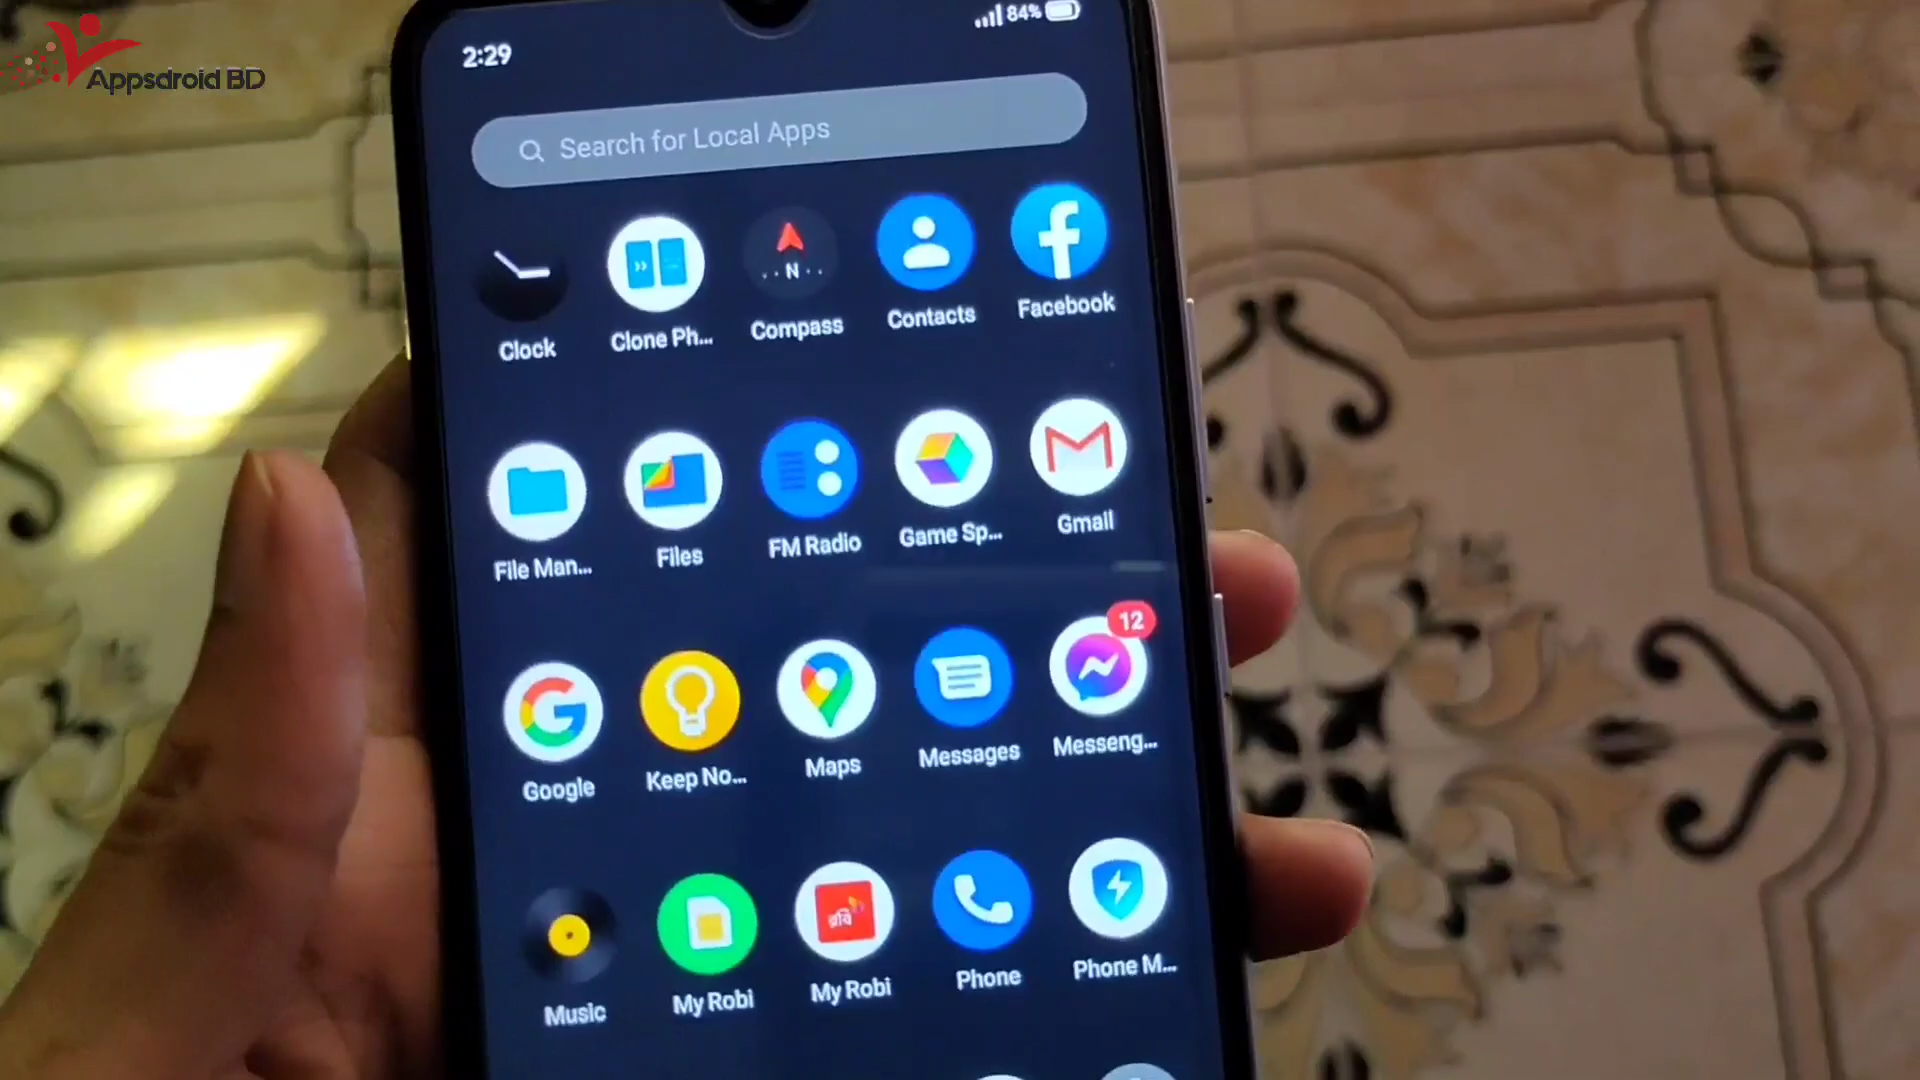 Appsdroid BD
2:29
84%
Search for Local Apps
N
Clock
Clone Ph...
Compass
Contacts
Facebook
File Man...
Files
FM Radio
Game Sp...
Gmail
12
Google
Keep No...
Maps
Messages
Messeng...
রবি
Music
My Robi
My Robi
Phone
Phone M...